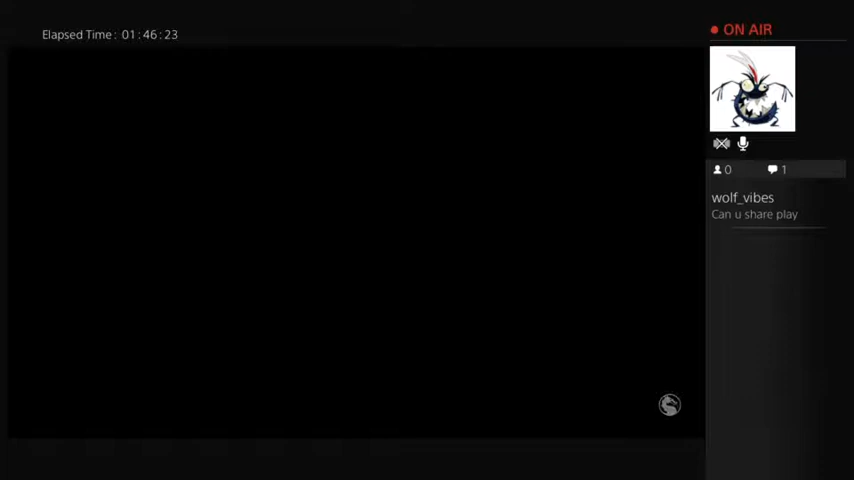 Elapsed Time: 01:46:23
ON AIR
0
1
wolf_vibes
Can u share play